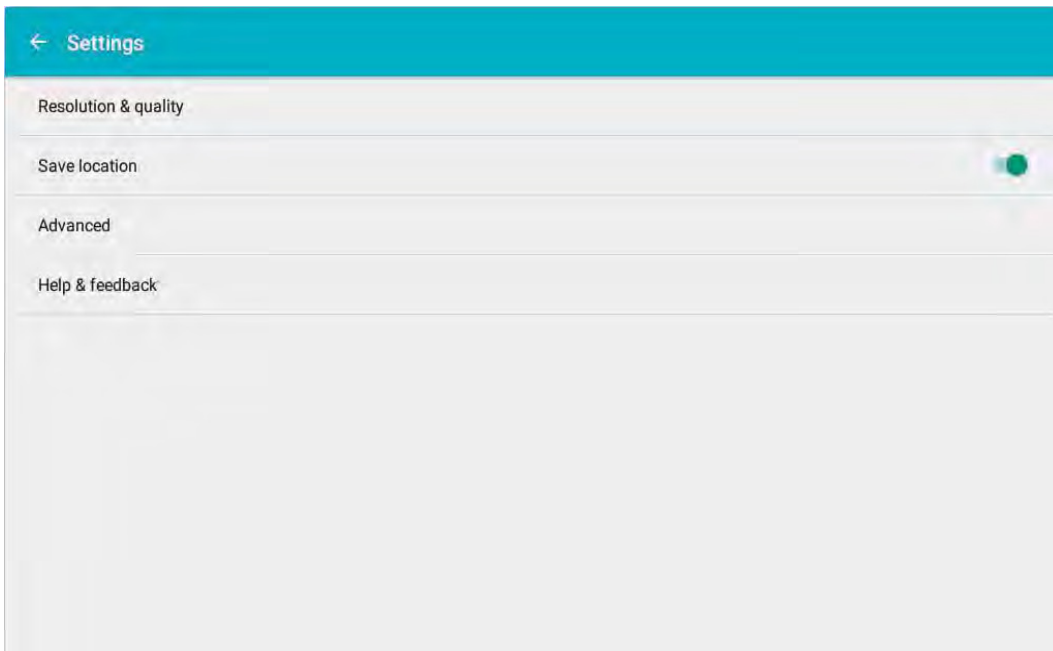 Settings
Resolution & quality
Save location
Advanced
Help & feedback